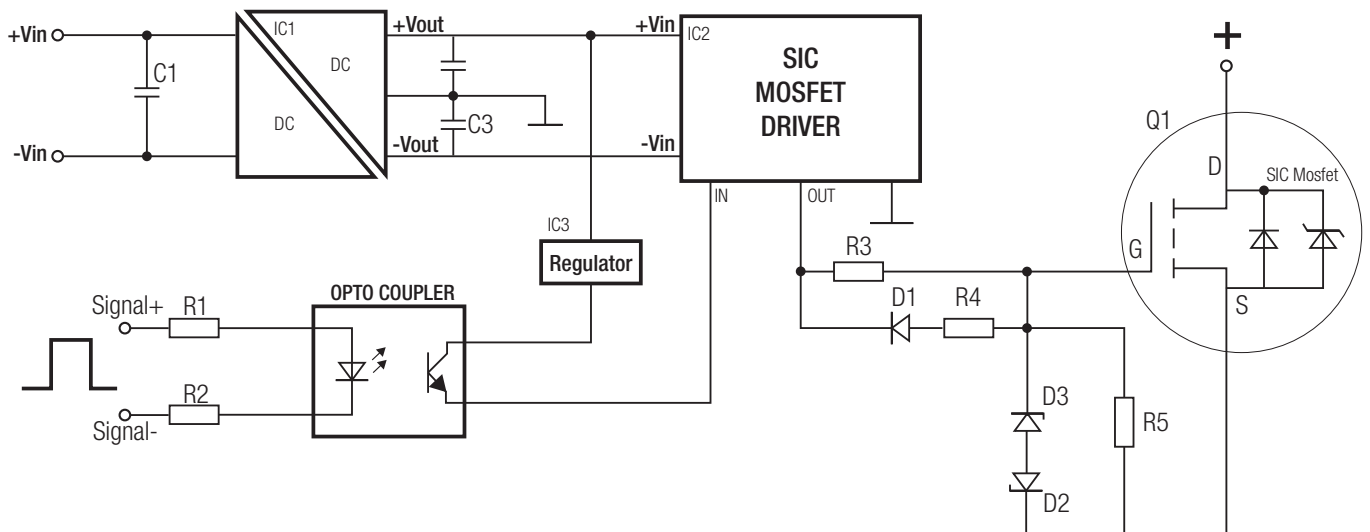 +Vin
-Vin
C1
IC1
DC
DC
+Vout
-Vout
C3
+Vin
-Vin
IC2
SIC
MOSFET
DRIVER
IN
OUT
IC3
Regulator
OPTO COUPLER
Signal+
R1
R2
Signal-
R3
D1
R4
D3
D2
R5
+
Q1
D
SIC Mosfet
G
S